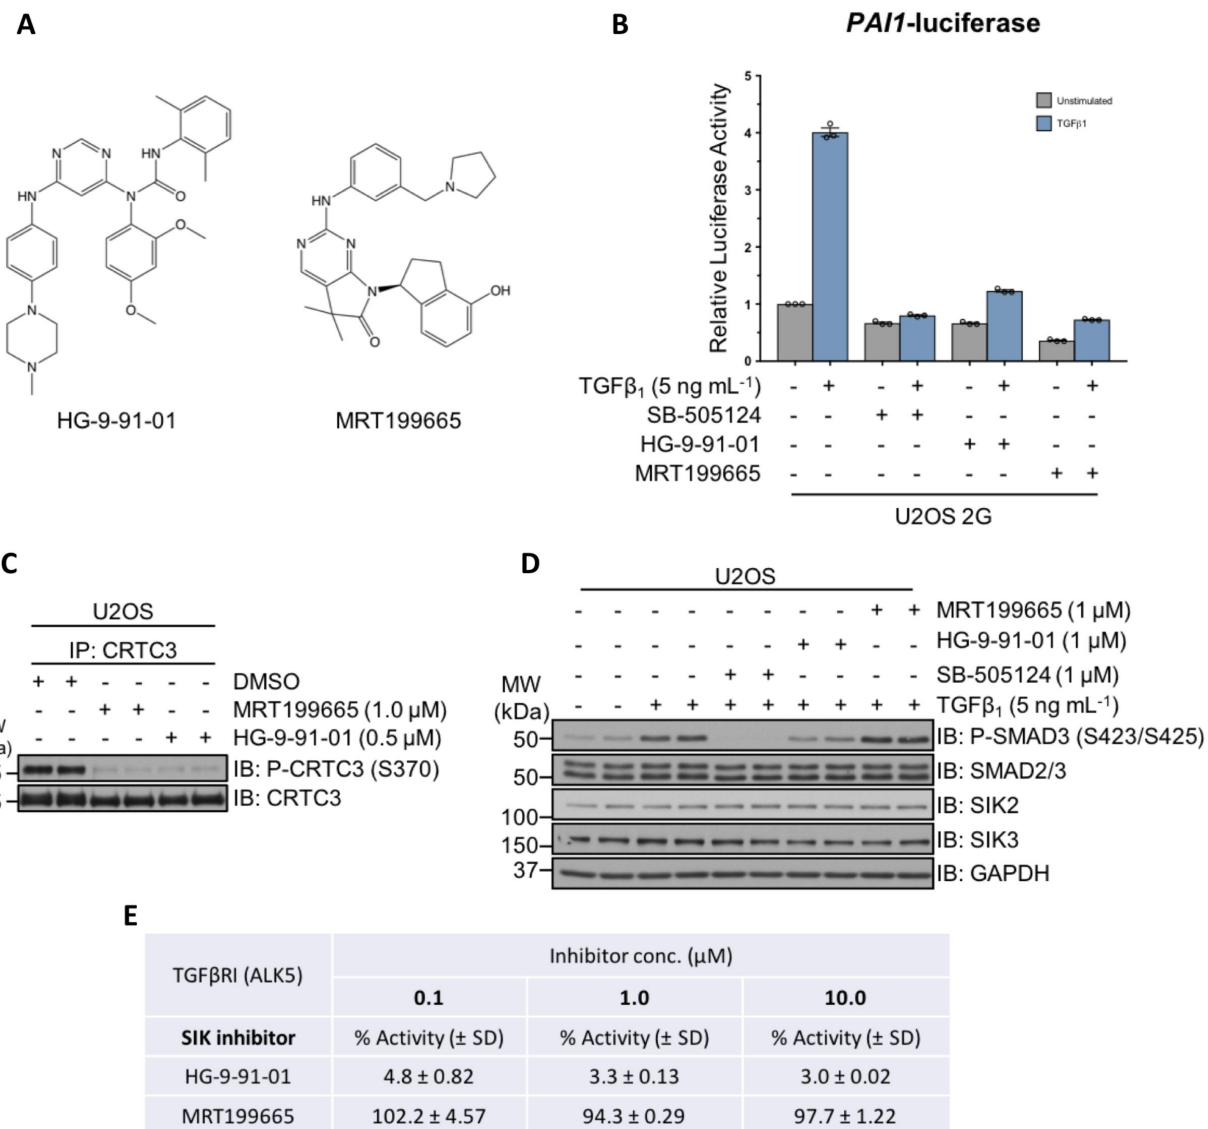 A
HN
N
N
HN
N
O
O
O
N
N
HG-9-91-01
HN
N
N
N
N
O
OH
MRT199665
B
PAI1-luciferase
Relative Luciferase Activity
5
4
3
2
1
0
Unstimulated
TGFβ1
TGFβ1 (5 ng mL-1) - + - + - + - +
SB-505124 - - + + - - - -
HG-9-91-01 - - - - + + - -
MRT199665 - - - - - - + +
U2OS 2G
C
U2OS
IP: CRTC3
+ + - - - - DMSO
- - + + - - MRT199665 (1.0 µM)
- - - - + + HG-9-91-01 (0.5 µM)
IB: P-CRTC3 (S370)
IB: CRTC3
D
U2OS
- - - - - - - - + + MRT199665 (1 µM)
- - - - - - + + - - HG-9-91-01 (1 µM)
- - - - + + - - - - SB-505124 (1 µM)
- - + + + + + + + + TGFβ1 (5 ng mL-1)
MW
(kDa)
50 IB: P-SMAD3 (S423/S425)
50 IB: SMAD2/3
100 IB: SIK2
150 IB: SIK3
37 IB: GAPDH
E
TGFβRI (ALK5) Inhibitor conc. (µM)
0.1 1.0 10.0
SIK inhibitor % Activity (± SD) % Activity (± SD) % Activity (± SD)
HG-9-91-01 4.8 ± 0.82 3.3 ± 0.13 3.0 ± 0.02
MRT199665 102.2 ± 4.57 94.3 ± 0.29 97.7 ± 1.22